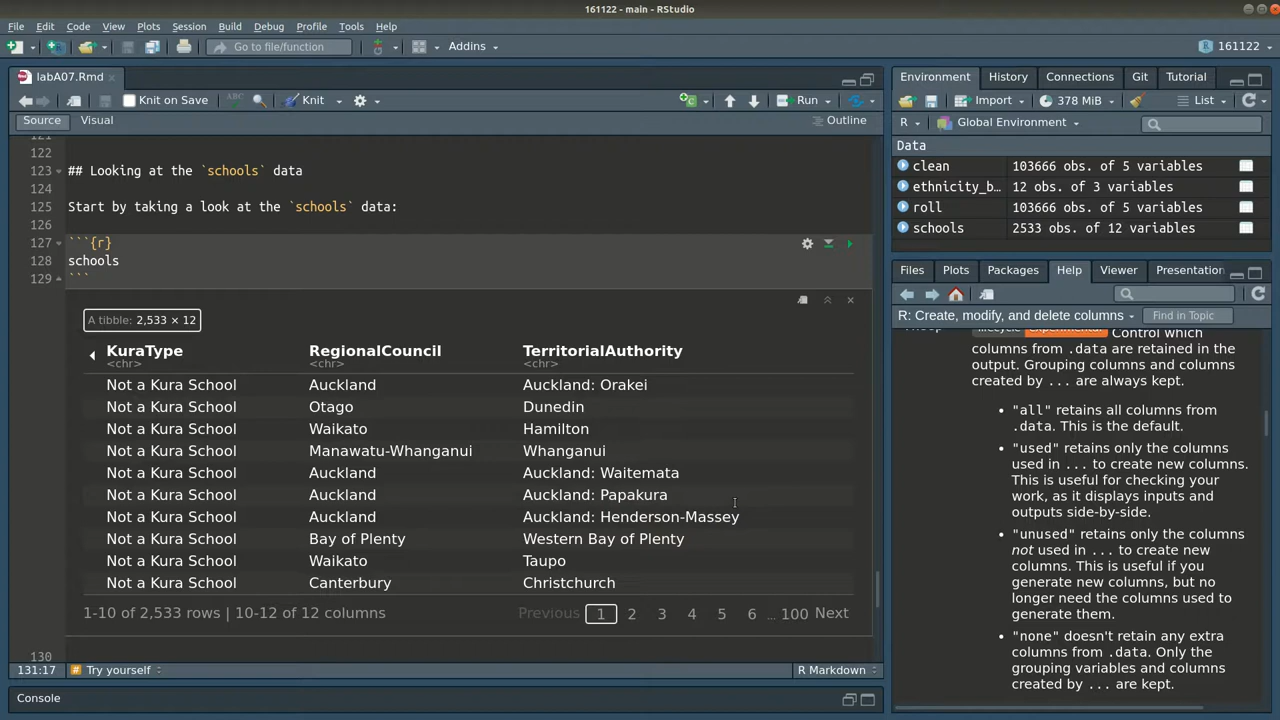 161122 - main - RStudio
File Edit Code View Plots Session Build Debug Profile Tools Help
Go to file/function Addins 161122
labA07.Rmd
Knit on Save ABC Knit Run
Source Visual Outline
121
122
123 ## Looking at the `schools` data
124
125 Start by taking a look at the `schools` data:
126
127 ```{r}
128 schools
129 ```
A tibble: 2,533 × 12
KuraType RegionalCouncil TerritorialAuthority
<chr> <chr> <chr>
Not a Kura School Auckland Auckland: Orakei
Not a Kura School Otago Dunedin
Not a Kura School Waikato Hamilton
Not a Kura School Manawatu-Whanganui Whanganui
Not a Kura School Auckland Auckland: Waitemata
Not a Kura School Auckland Auckland: Papakura
Not a Kura School Auckland Auckland: Henderson-Massey
Not a Kura School Bay of Plenty Western Bay of Plenty
Not a Kura School Waikato Taupo
Not a Kura School Canterbury Christchurch
1-10 of 2,533 rows | 10-12 of 12 columns Previous 1 2 3 4 5 6 ... 100 Next
130
131:17 # Try yourself R Markdown
Console
Environment History Connections Git Tutorial
Import 378 MiB List
R Global Environment
Data
clean 103666 obs. of 5 variables
ethnicity_b… 12 obs. of 3 variables
roll 103666 obs. of 5 variables
schools 2533 obs. of 12 variables
Files Plots Packages Help Viewer Presentation
R: Create, modify, and delete columns Find in Topic
lifecycle experimental Control which
columns from .data are retained in the
output. Grouping columns and columns
created by ... are always kept.
• "all" retains all columns from
.data. This is the default.
• "used" retains only the columns
used in ... to create new columns.
This is useful for checking your
work, as it displays inputs and
outputs side-by-side.
• "unused" retains only the columns
not used in ... to create new
columns. This is useful if you
generate new columns, but no
longer need the columns used to
generate them.
• "none" doesn't retain any extra
columns from .data. Only the
grouping variables and columns
created by ... are kept.